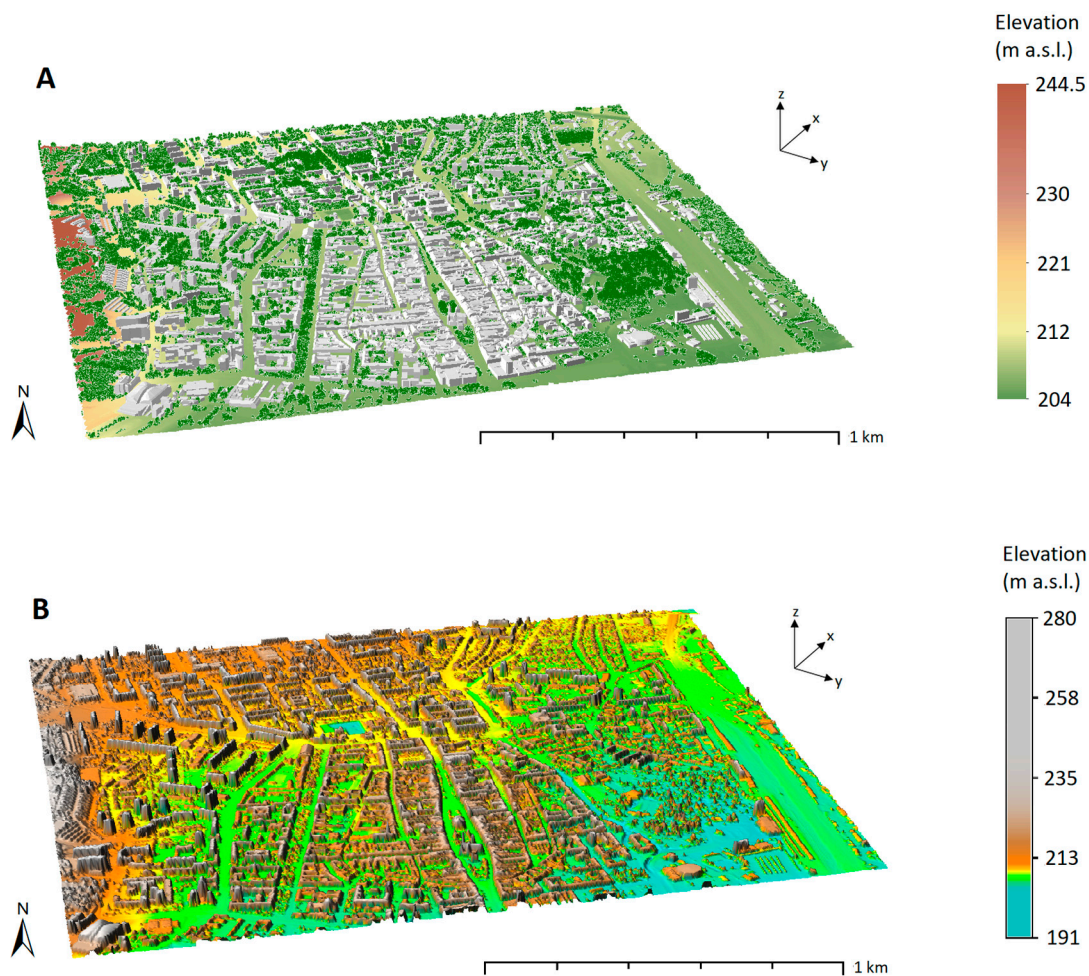 Elevation
(m a.s.l.)
A
244.5
z
x
y
230
221
212
204
N
1 km
Elevation
(m a.s.l.)
B
280
z
x
y
258
235
213
191
N
1 km